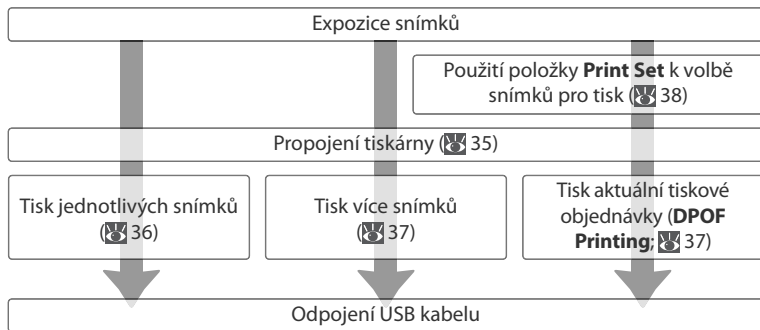 Expozice snímků
Použití položky Print Set k volbě
snímků pro tisk ( 38)
Propojení tiskárny ( 35)
Tisk jednotlivých snímků
( 36)
Tisk více snímků
( 37)
Tisk aktuální tiskové
objednávky (DPOF
Printing; 37)
Odpojení USB kabelu